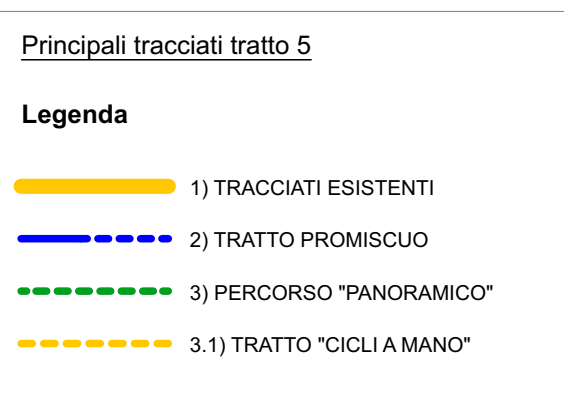 Principali tracciati tratto 5
Legenda
1) TRACCIATI ESISTENTI
2) TRATTO PROMISCUO
3) PERCORSO "PANORAMICO"
3.1) TRATTO "CICLI A MANO"